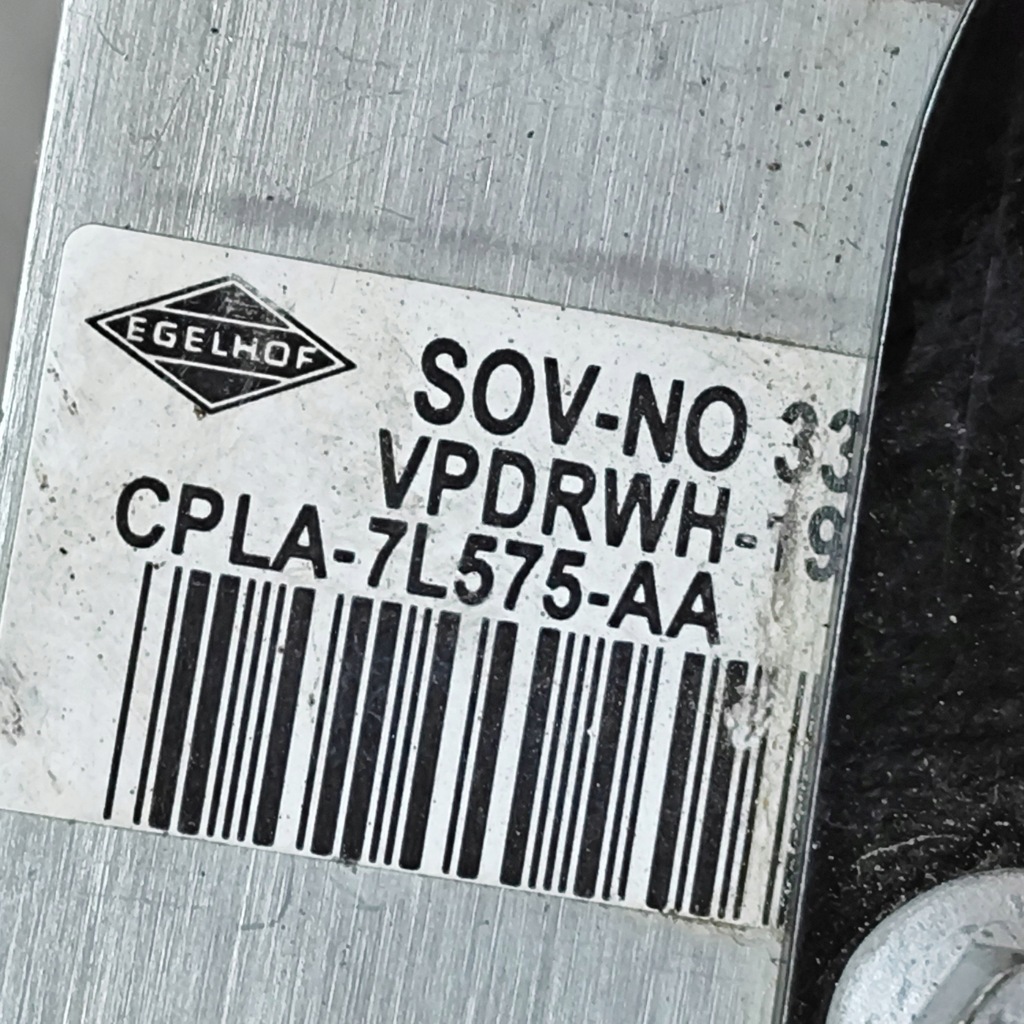 EGELHOF
SOV-NO 33
VPDRWH-19
CPLA-7L575-AA